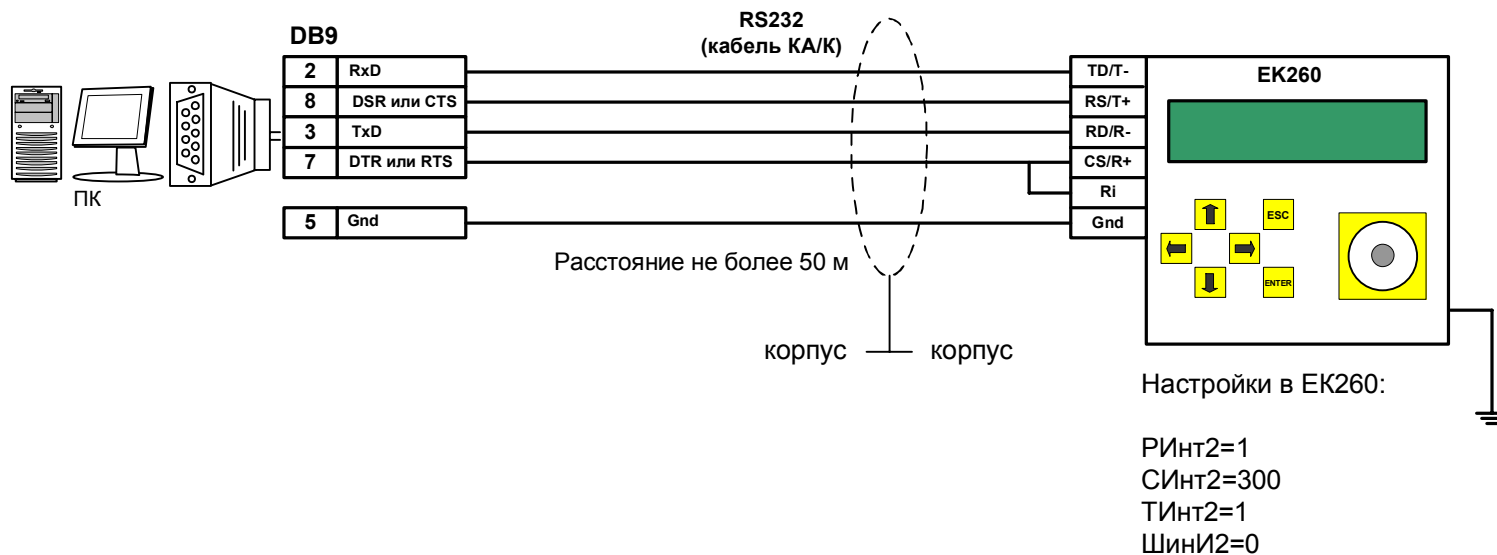 RS232
(кабель КА/К)
DB9
2 RxD
8 DSR или CTS
3 TxD
7 DTR или RTS
5 Gnd
ПК
TD/T-
RS/T+
RD/R-
CS/R+
Ri
Gnd
EK260
ESC
ENTER
Расстояние не более 50 м
корпус корпус
Настройки в ЕК260:
РИнт2=1
СИнт2=300
ТИнт2=1
ШинИ2=0